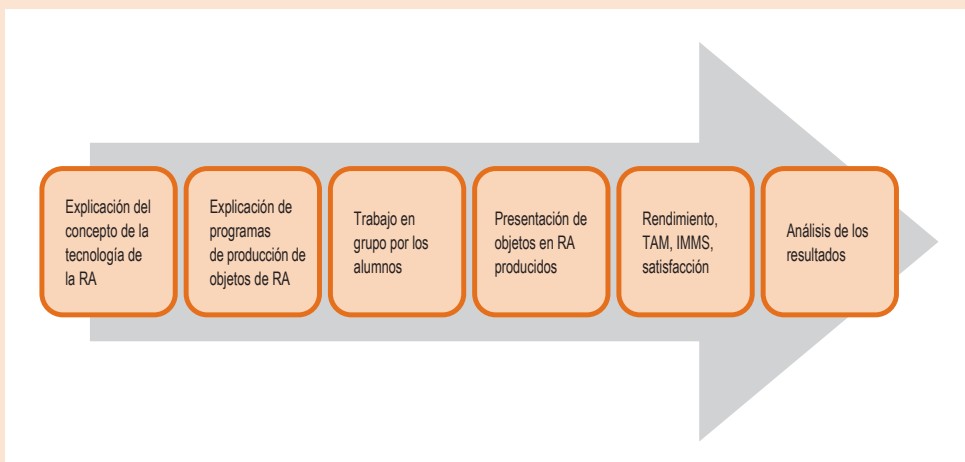 Explicación del
concepto de la
tecnología de
la RA
Explicación de
programas
de producción de
objetos de RA
Trabajo en
grupo por los
alumnos
Presentación de
objetos en RA
producidos
Rendimiento,
TAM, IMMS,
satisfacción
Análisis de los
resultados